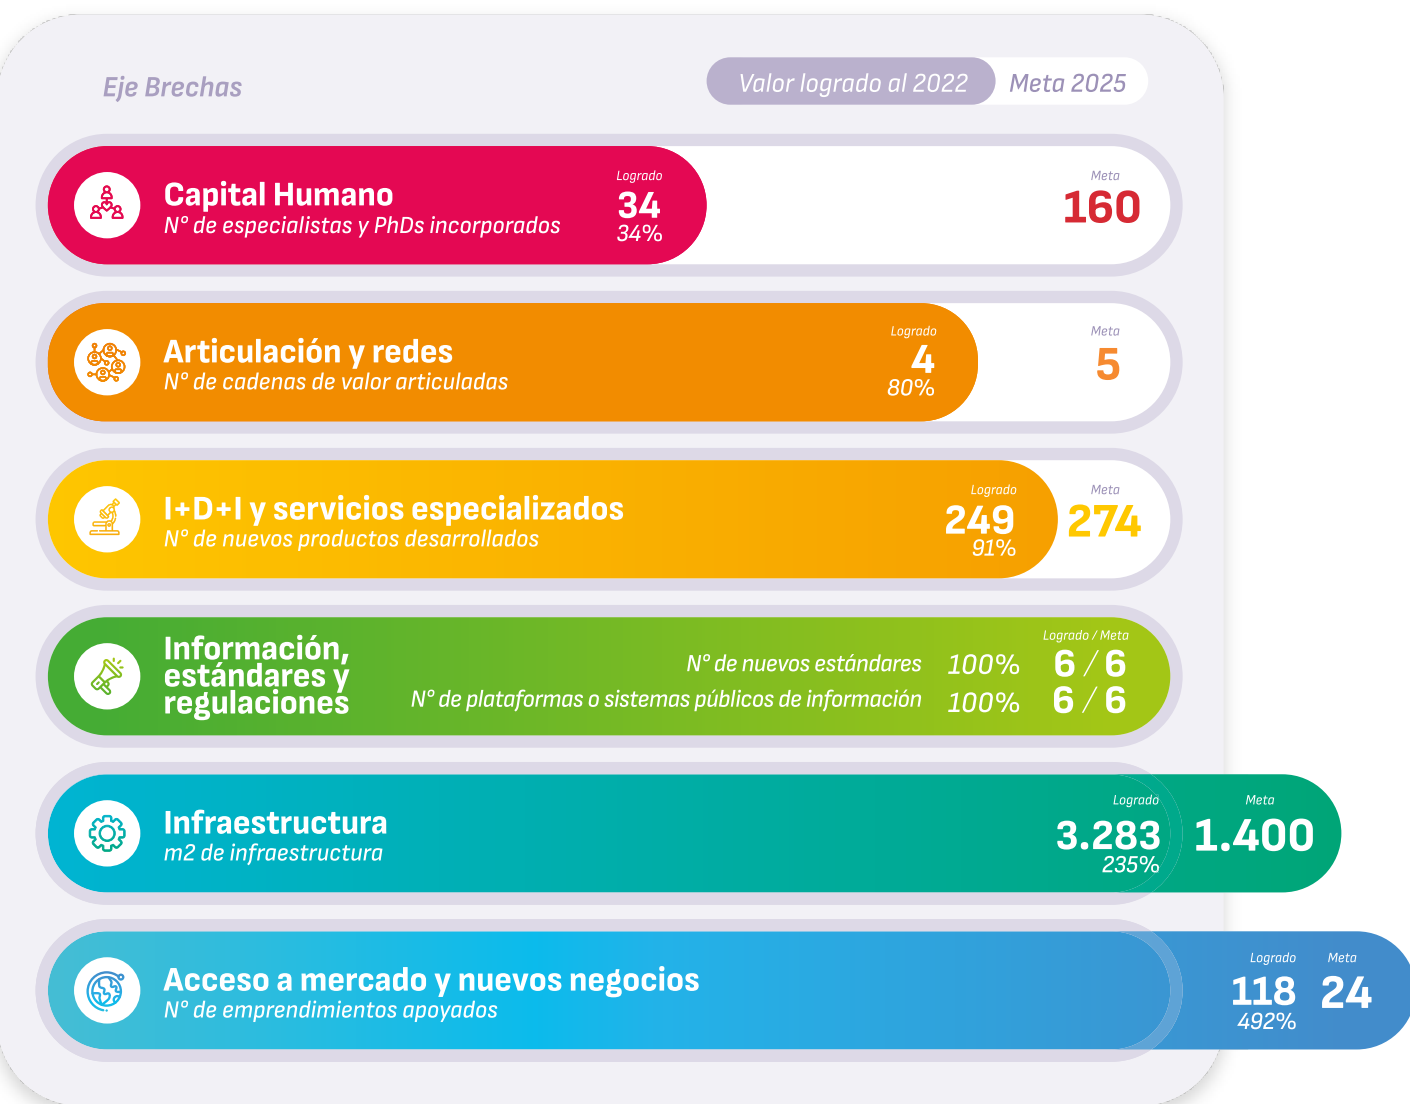 Eje Brechas
Valor logrado al 2022 Meta 2025
Capital Humano
N° de especialistas y PhDs incorporados
Logrado
34
34%
Meta
160
Articulación y redes
N° de cadenas de valor articuladas
Logrado
4
80%
Meta
5
I+D+I y servicios especializados
N° de nuevos productos desarrollados
Logrado
249
91%
Meta
274
Información,
estándares y
regulaciones
Logrado / Meta
N° de nuevos estándares 100% 6 / 6
N° de plataformas o sistemas públicos de información 100% 6 / 6
Infraestructura
m2 de infraestructura
Logrado
3.283
235%
Meta
1.400
Acceso a mercado y nuevos negocios
N° de emprendimientos apoyados
Logrado
118
492%
Meta
24